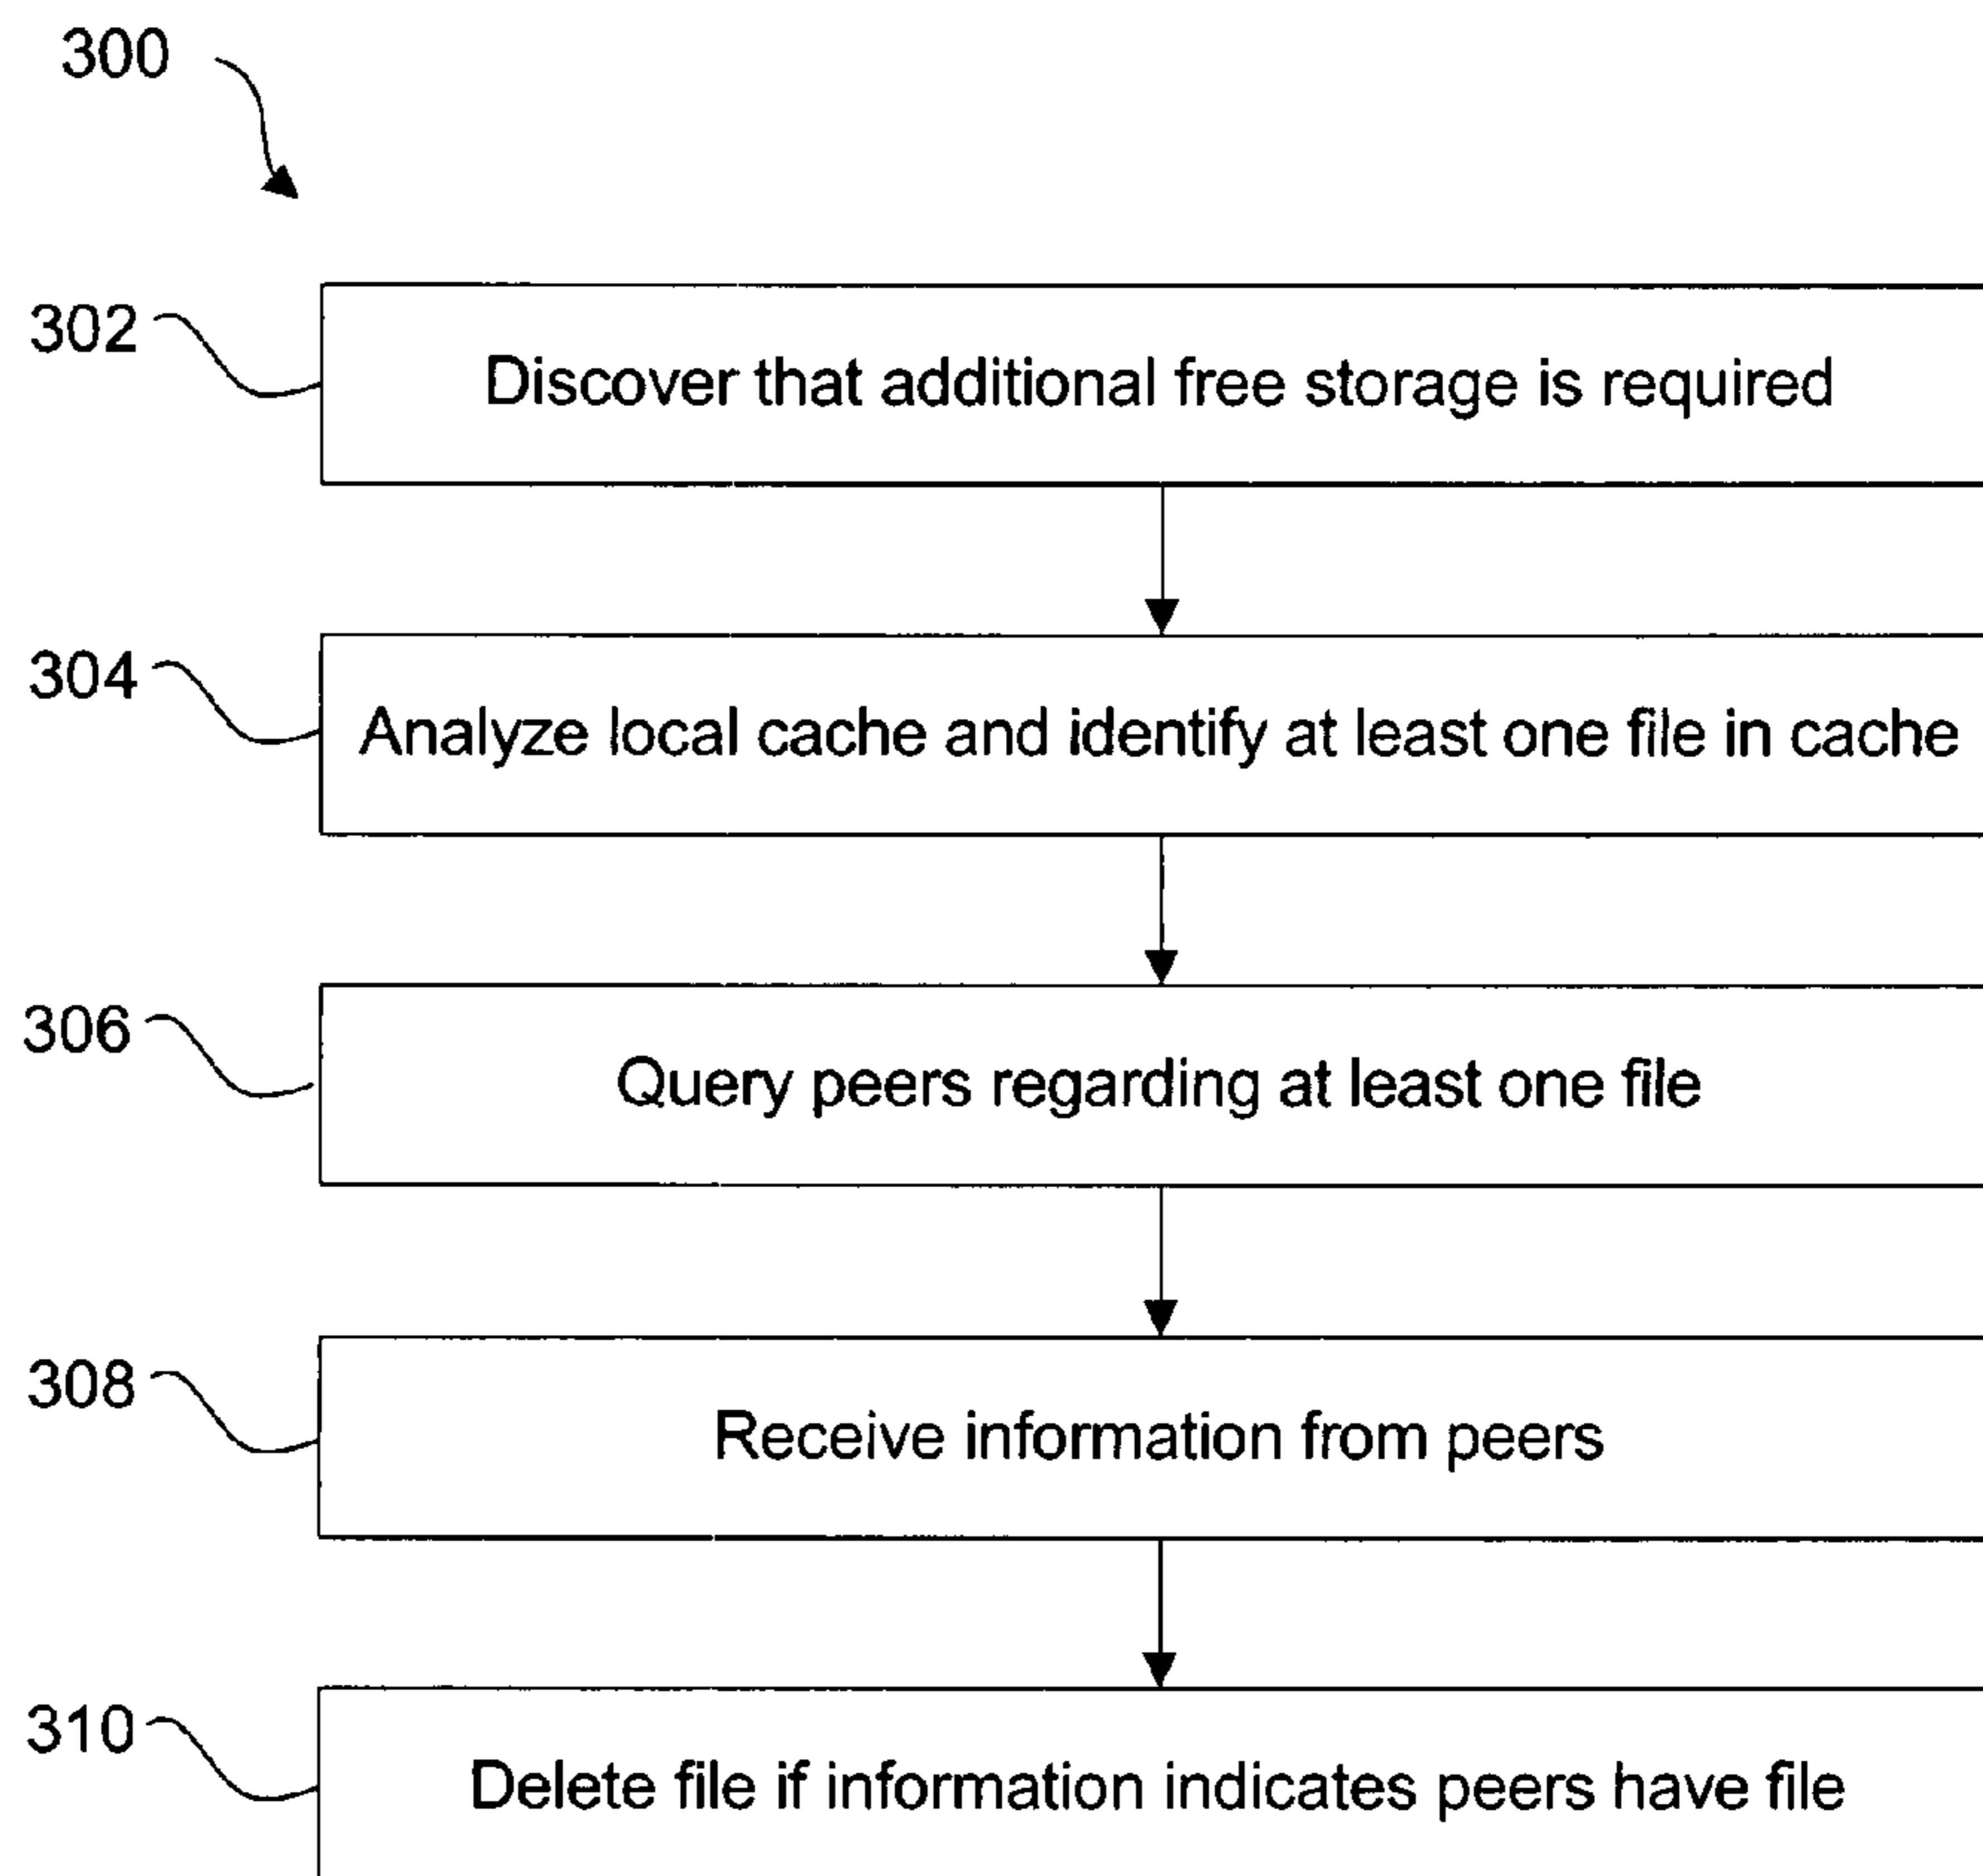 300
302
Discover that additional free storage is required
304
Analyze local cache and identify at least one file in cache
306
Query peers regarding at least one file
308
Receive information from peers
310
Delete file if information indicates peers have file